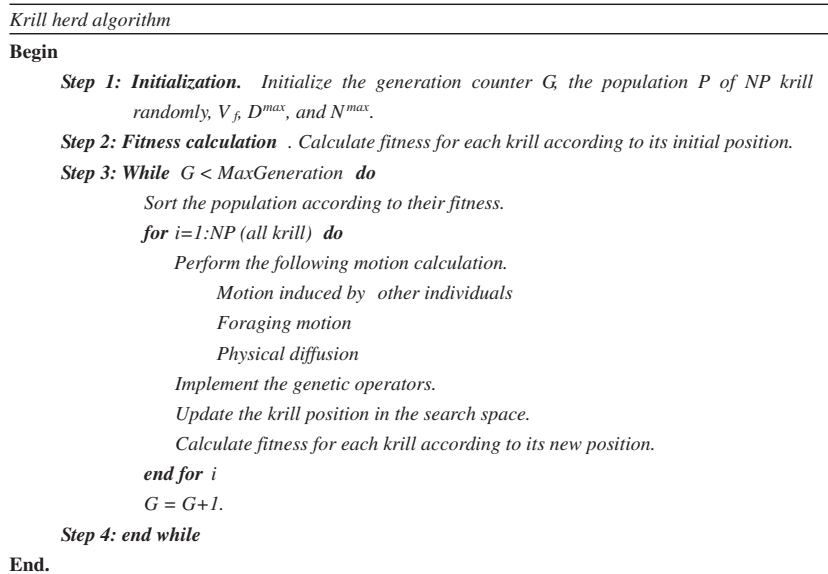 Krill herd algorithm
Begin
Step 1: Initialization. Initialize the generation counter G, the population P of NP krill
randomly, V f, D^max, and N^max.
Step 2: Fitness calculation . Calculate fitness for each krill according to its initial position.
Step 3: While G < MaxGeneration do
Sort the population according to their fitness.
for i=1:NP (all krill) do
Perform the following motion calculation.
Motion induced by other individuals
Foraging motion
Physical diffusion
Implement the genetic operators.
Update the krill position in the search space.
Calculate fitness for each krill according to its new position.
end for i
G = G+1.
Step 4: end while
End.